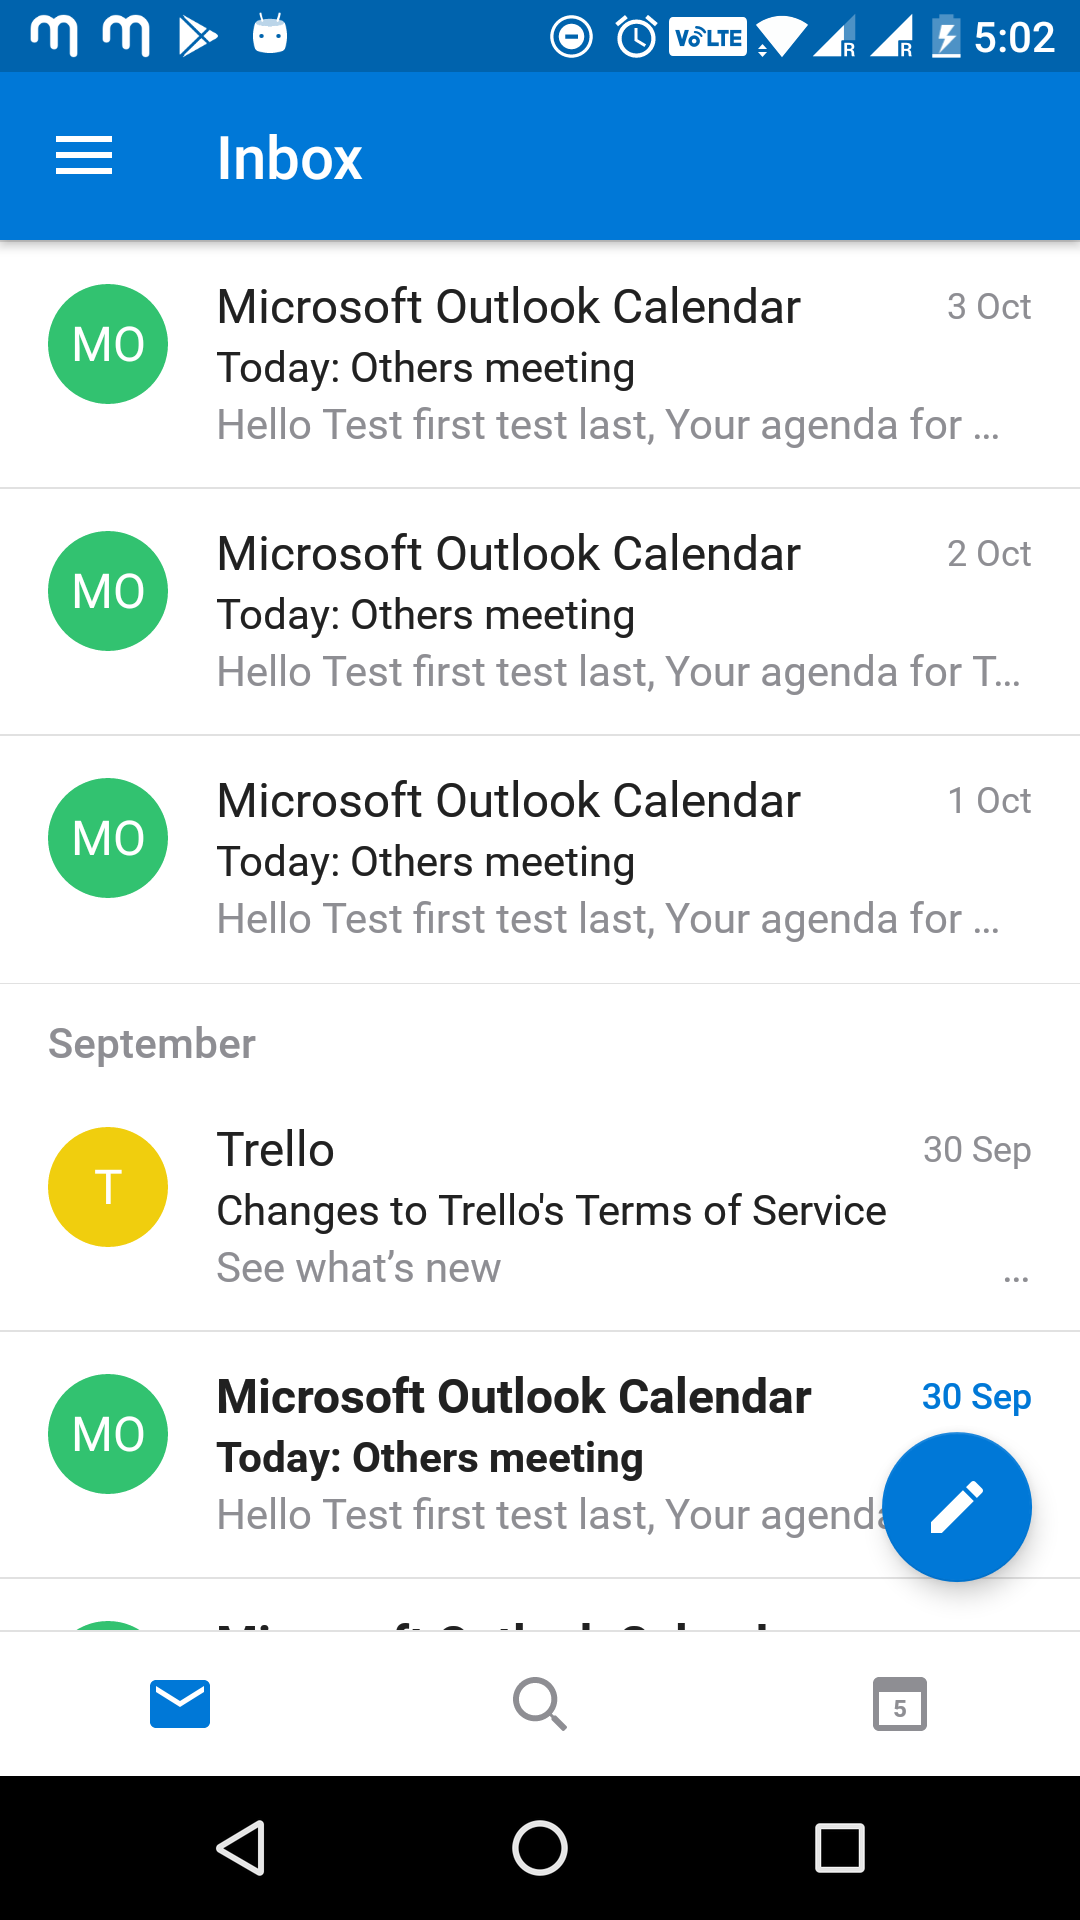 VoLTE R R 5:02
Inbox
MO Microsoft Outlook Calendar 3 Oct
Today: Others meeting
Hello Test first test last, Your agenda for ...
MO Microsoft Outlook Calendar 2 Oct
Today: Others meeting
Hello Test first test last, Your agenda for T...
MO Microsoft Outlook Calendar 1 Oct
Today: Others meeting
Hello Test first test last, Your agenda for ...
September
T Trello 30 Sep
Changes to Trello's Terms of Service
See what’s new ...
MO Microsoft Outlook Calendar 30 Sep
Today: Others meeting
Hello Test first test last, Your agenda
5